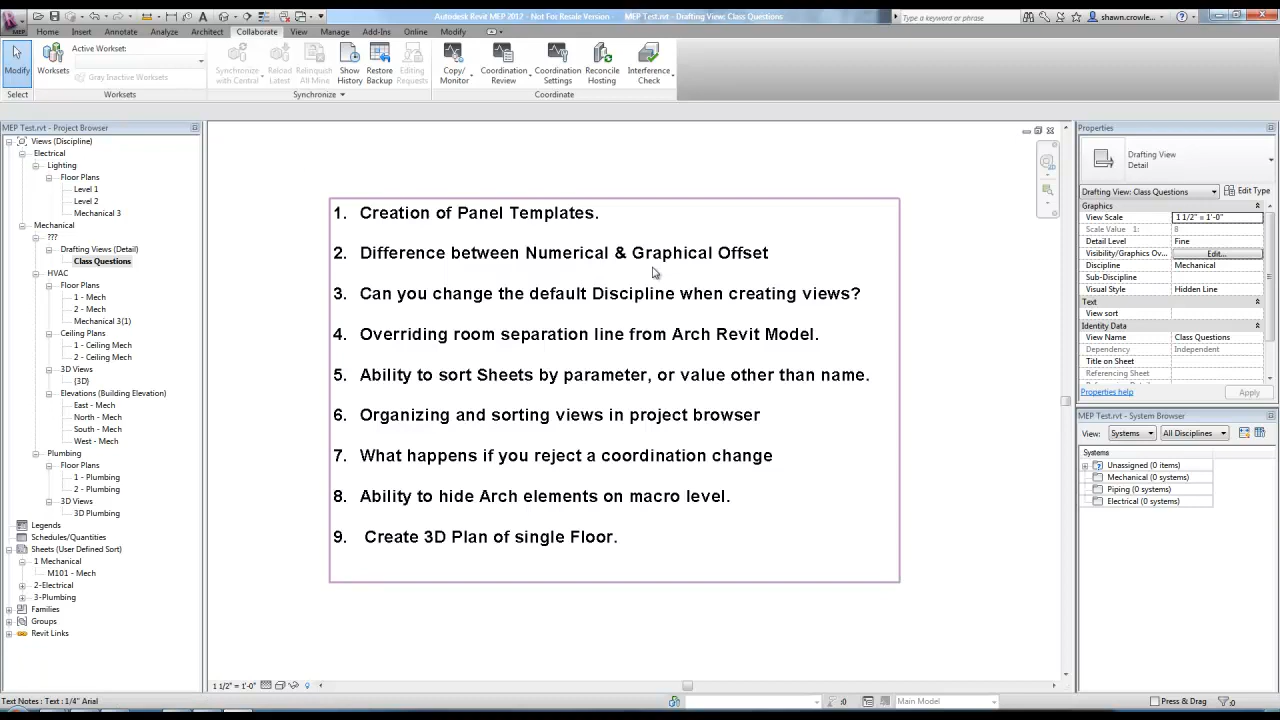 Autodesk Revit MEP 2012 - Not For Resale Version - MEP Test.rvt - Drafting View: Class Questions
Type a keyword or phrase
shawn.crowle...
MEP
Home Insert Annotate Analyze Architect Collaborate View Manage Add-Ins Online Modify
Modify
Worksets
Active Workset:
Gray Inactive Worksets
Synchronize with Central
Reload Latest
Relinquish All Mine
Show History
Restore Backup
Editing Requests
Copy/ Monitor
Coordination Review
Coordination Settings
Reconcile Hosting
Interference Check
Select
Worksets
Synchronize
Coordinate
MEP Test.rvt - Project Browser
Views (Discipline)
Electrical
Lighting
Floor Plans
Level 1
Level 2
Mechanical 3
Mechanical
???
Drafting Views (Detail)
Class Questions
HVAC
Floor Plans
1 - Mech
2 - Mech
Mechanical 3(1)
Ceiling Plans
1 - Ceiling Mech
2 - Ceiling Mech
3D Views
{3D}
Elevations (Building Elevation)
East - Mech
North - Mech
South - Mech
West - Mech
Plumbing
Floor Plans
1 - Plumbing
2 - Plumbing
3D Views
3D Plumbing
Legends
Schedules/Quantities
Sheets (User Defined Sort)
1 Mechanical
M101 - Mech
2-Electrical
3-Plumbing
Families
Groups
Revit Links
1. Creation of Panel Templates.
2. Difference between Numerical & Graphical Offset
3. Can you change the default Discipline when creating views?
4. Overriding room separation line from Arch Revit Model.
5. Ability to sort Sheets by parameter, or value other than name.
6. Organizing and sorting views in project browser
7. What happens if you reject a coordination change
8. Ability to hide Arch elements on macro level.
9. Create 3D Plan of single Floor.
Properties
Drafting View
Detail
Drafting View: Class Questions
Edit Type
Graphics
View Scale 1 1/2" = 1'-0"
Scale Value 1: 8
Detail Level Fine
Visibility/Graphics Ov... Edit...
Discipline Mechanical
Sub-Discipline
Visual Style Hidden Line
Text
View sort
Identity Data
View Name Class Questions
Dependency Independent
Title on Sheet
Referencing Sheet
Properties help
Apply
MEP Test.rvt - System Browser
View: Systems All Disciplines
Systems
Unassigned (0 items)
Mechanical (0 systems)
Piping (0 systems)
Electrical (0 systems)
1 1/2" = 1'-0"
Text Notes : Text : 1/4" Arial
:0
Main Model
Press & Drag
:0